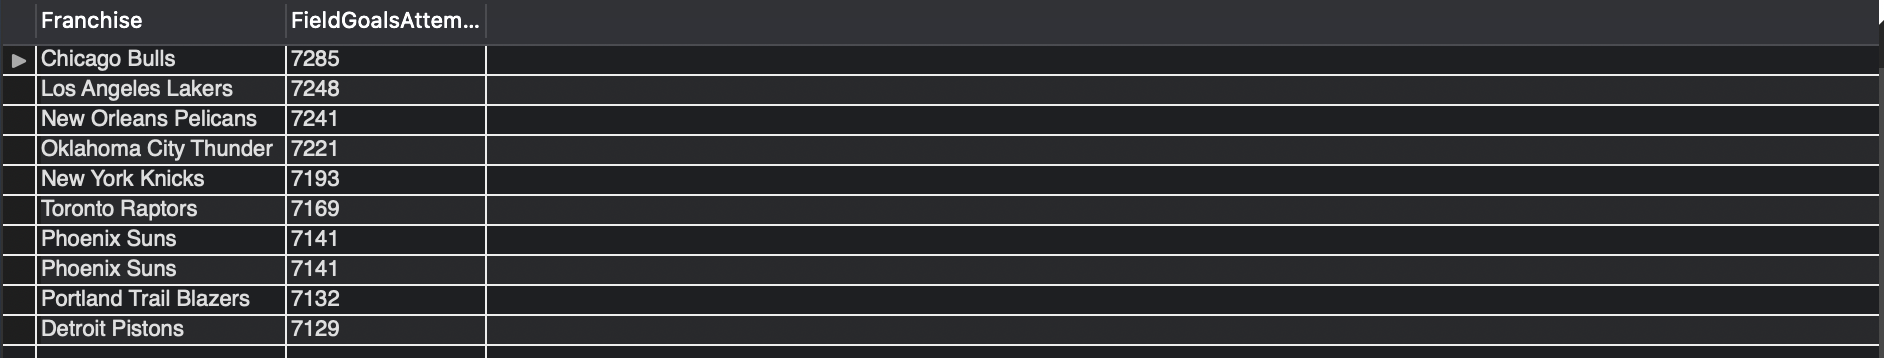 Franchise FieldGoalsAttem...
Chicago Bulls 7285
Los Angeles Lakers 7248
New Orleans Pelicans 7241
Oklahoma City Thunder 7221
New York Knicks 7193
Toronto Raptors 7169
Phoenix Suns 7141
Phoenix Suns 7141
Portland Trail Blazers 7132
Detroit Pistons 7129